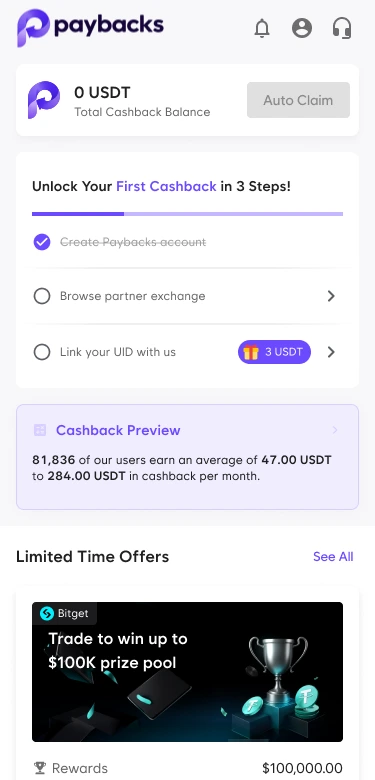 paybacks
0 USDT
Total Cashback Balance
Auto Claim
Unlock Your First Cashback in 3 Steps!
Create Paybacks account
Browse partner exchange
Link your UID with us
3 USDT
Cashback Preview
81,836 of our users earn an average of 47.00 USDT
to 284.00 USDT in cashback per month.
Limited Time Offers
See All
Bitget
Trade to win up to
$100K prize pool
Rewards
$100,000.00